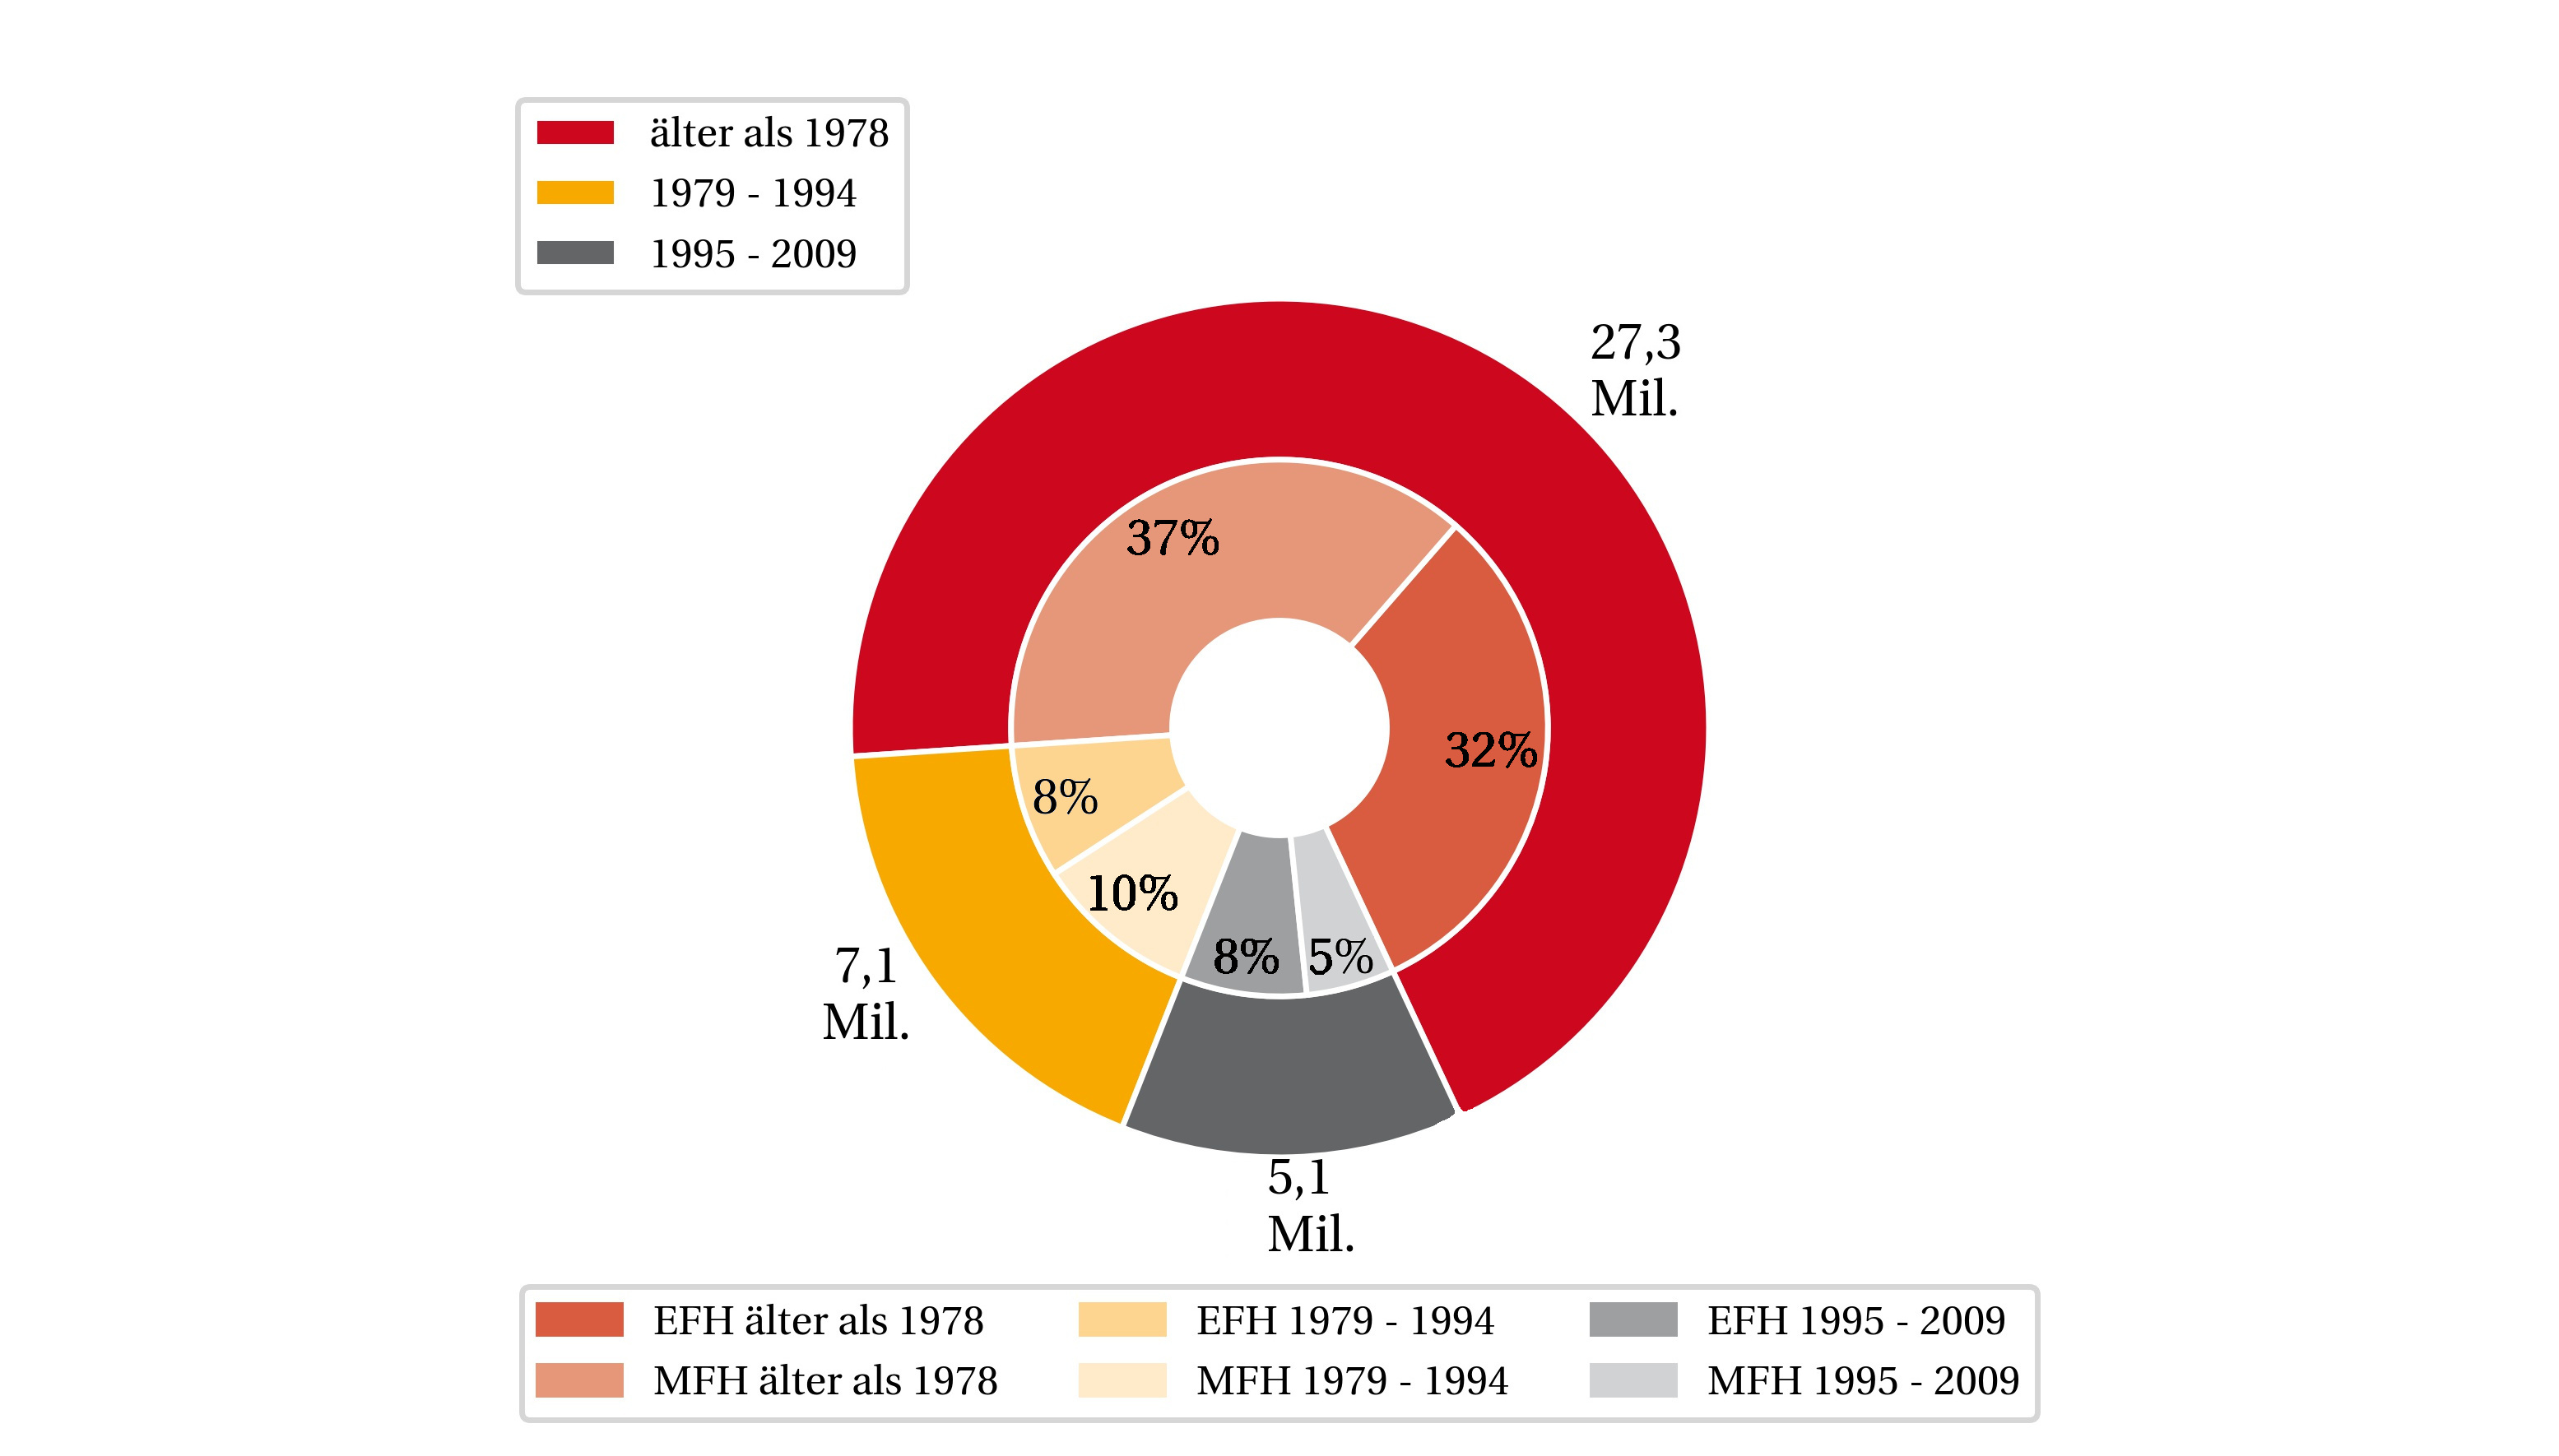 älter als 1978
1979 - 1994
1995 - 2009
27,3
Mil.
37%
32%
8%
10%
8%
5%
7,1
Mil.
5,1
Mil.
EFH älter als 1978
MFH älter als 1978
EFH 1979 - 1994
MFH 1979 - 1994
EFH 1995 - 2009
MFH 1995 - 2009